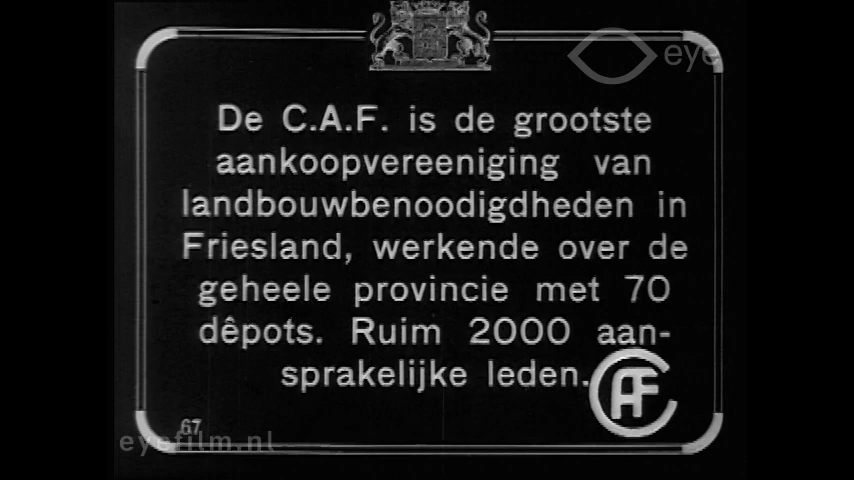 eye
De C.A.F. is de grootste
aankoopvereeniging van
landbouwbenoodigdheden in
Friesland, werkende over de
geheele provincie met 70
dêpots. Ruim 2000 aan-
sprakelijke leden.
CAF
67
eyefilm.nl